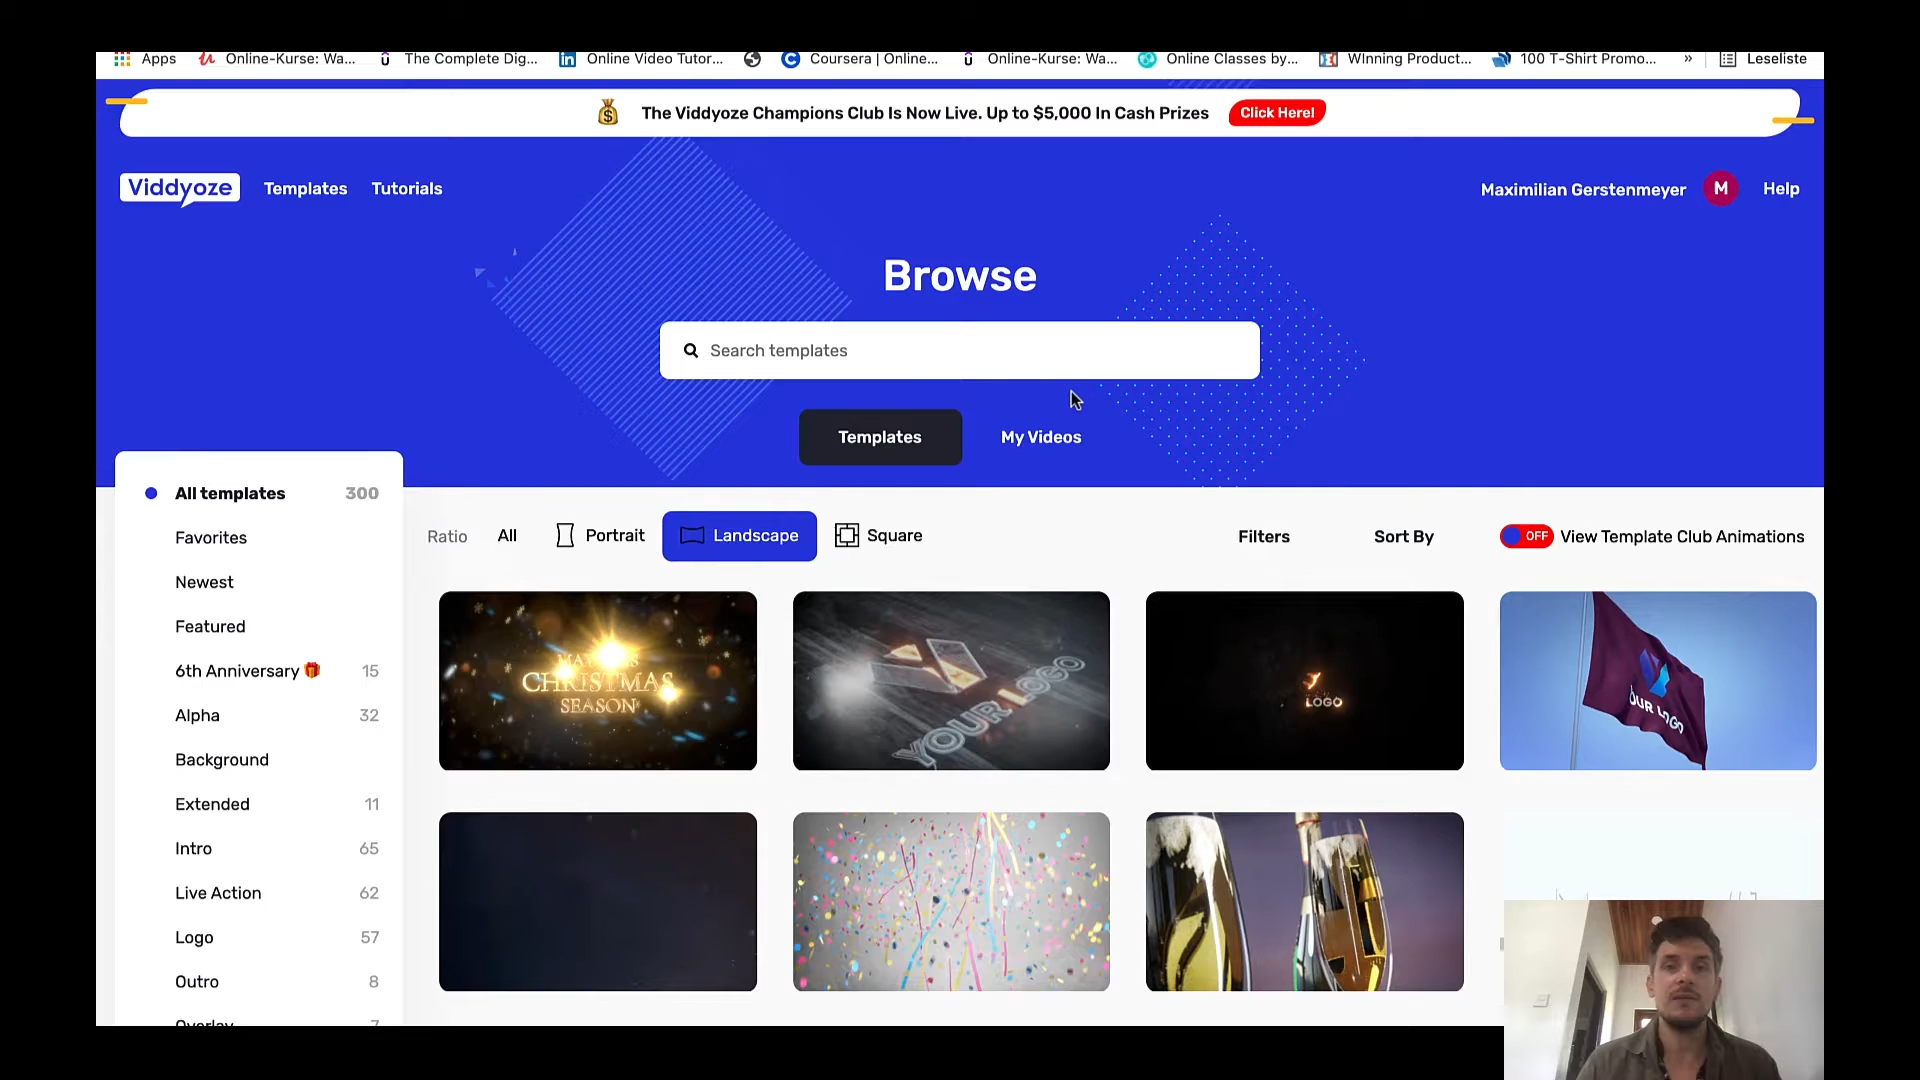 Apps Online-Kurse: Wa... The Complete Dig... Online Video Tutor... Coursera | Online... Online-Kurse: Wa... Online Classes by... WInning Product... 100 T-Shirt Promo... » Leseliste
The Viddyoze Champions Club Is Now Live. Up to $5,000 In Cash Prizes Click Here!
Viddyoze Templates Tutorials Maximilian Gerstenmeyer M Help
Browse
Search templates
Templates My Videos
All templates 300
Favorites
Newest
Featured
6th Anniversary 15
Alpha 32
Background
Extended 11
Intro 65
Live Action 62
Logo 57
Outro 8
Overlay 7
Ratio All Portrait Landscape Square Filters Sort By OFF View Template Club Animations
CHRISTMAS
SEASON
YOUR LOGO
LOGO
OUR LOGO